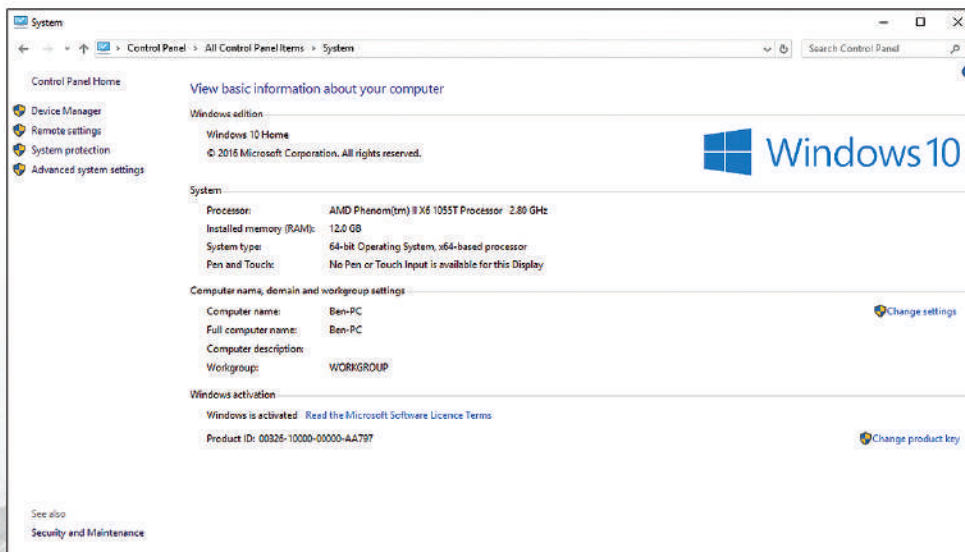 System
Control Panel > All Control Panel Items > System
Search Control Panel
Control Panel Home
Device Manager
Remote settings
System protection
Advanced system settings
View basic information about your computer
Windows edition
Windows 10 Home
© 2016 Microsoft Corporation. All rights reserved.
Windows 10
System
Processor: AMD Phenom(tm) II X6 1055T Processor 2.80 GHz
Installed memory (RAM): 12.0 GB
System type: 64-bit Operating System, x64-based processor
Pen and Touch: No Pen or Touch Input is available for this Display
Computer name, domain and workgroup settings
Computer name: Ben-PC
Change settings
Full computer name: Ben-PC
Computer description:
Workgroup: WORKGROUP
Windows activation
Windows is activated Read the Microsoft Software Licence Terms
Product ID: 00326-10000-00000-AA797
Change product key
See also
Security and Maintenance